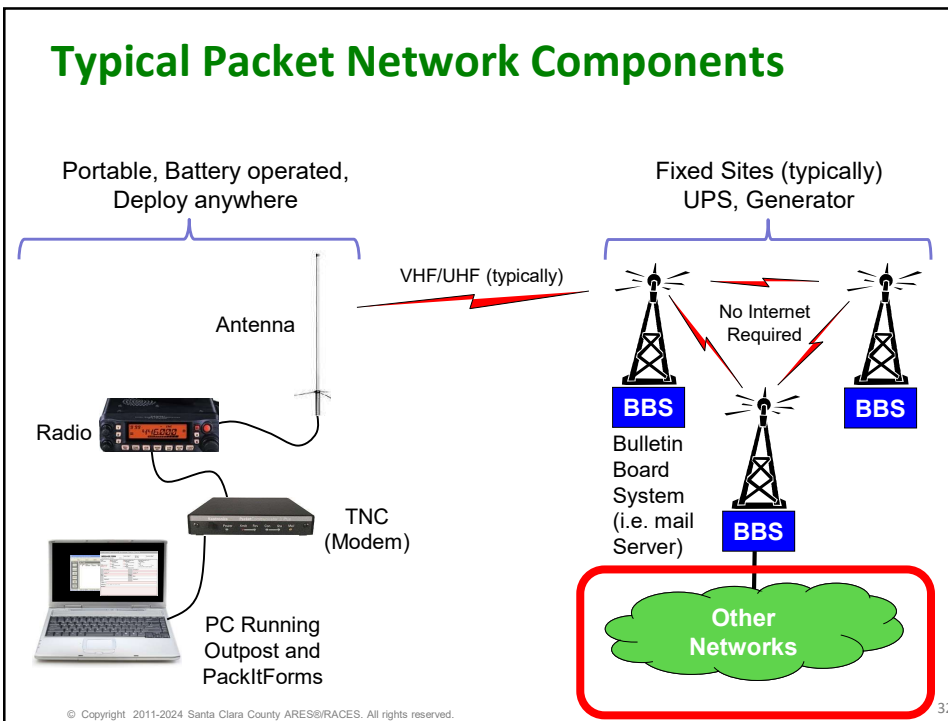 Typical Packet Network Components
Portable, Battery operated,
Deploy anywhere
Fixed Sites (typically)
UPS, Generator
VHF/UHF (typically)
No Internet
Required
Antenna
Radio
446.000
TNC
(Modem)
PC Running
Outpost and
PackItForms
BBS
BBS
Bulletin
Board
System
(i.e. mail
Server)
BBS
Other
Networks
© Copyright 2011-2024 Santa Clara County ARES®/RACES. All rights reserved.